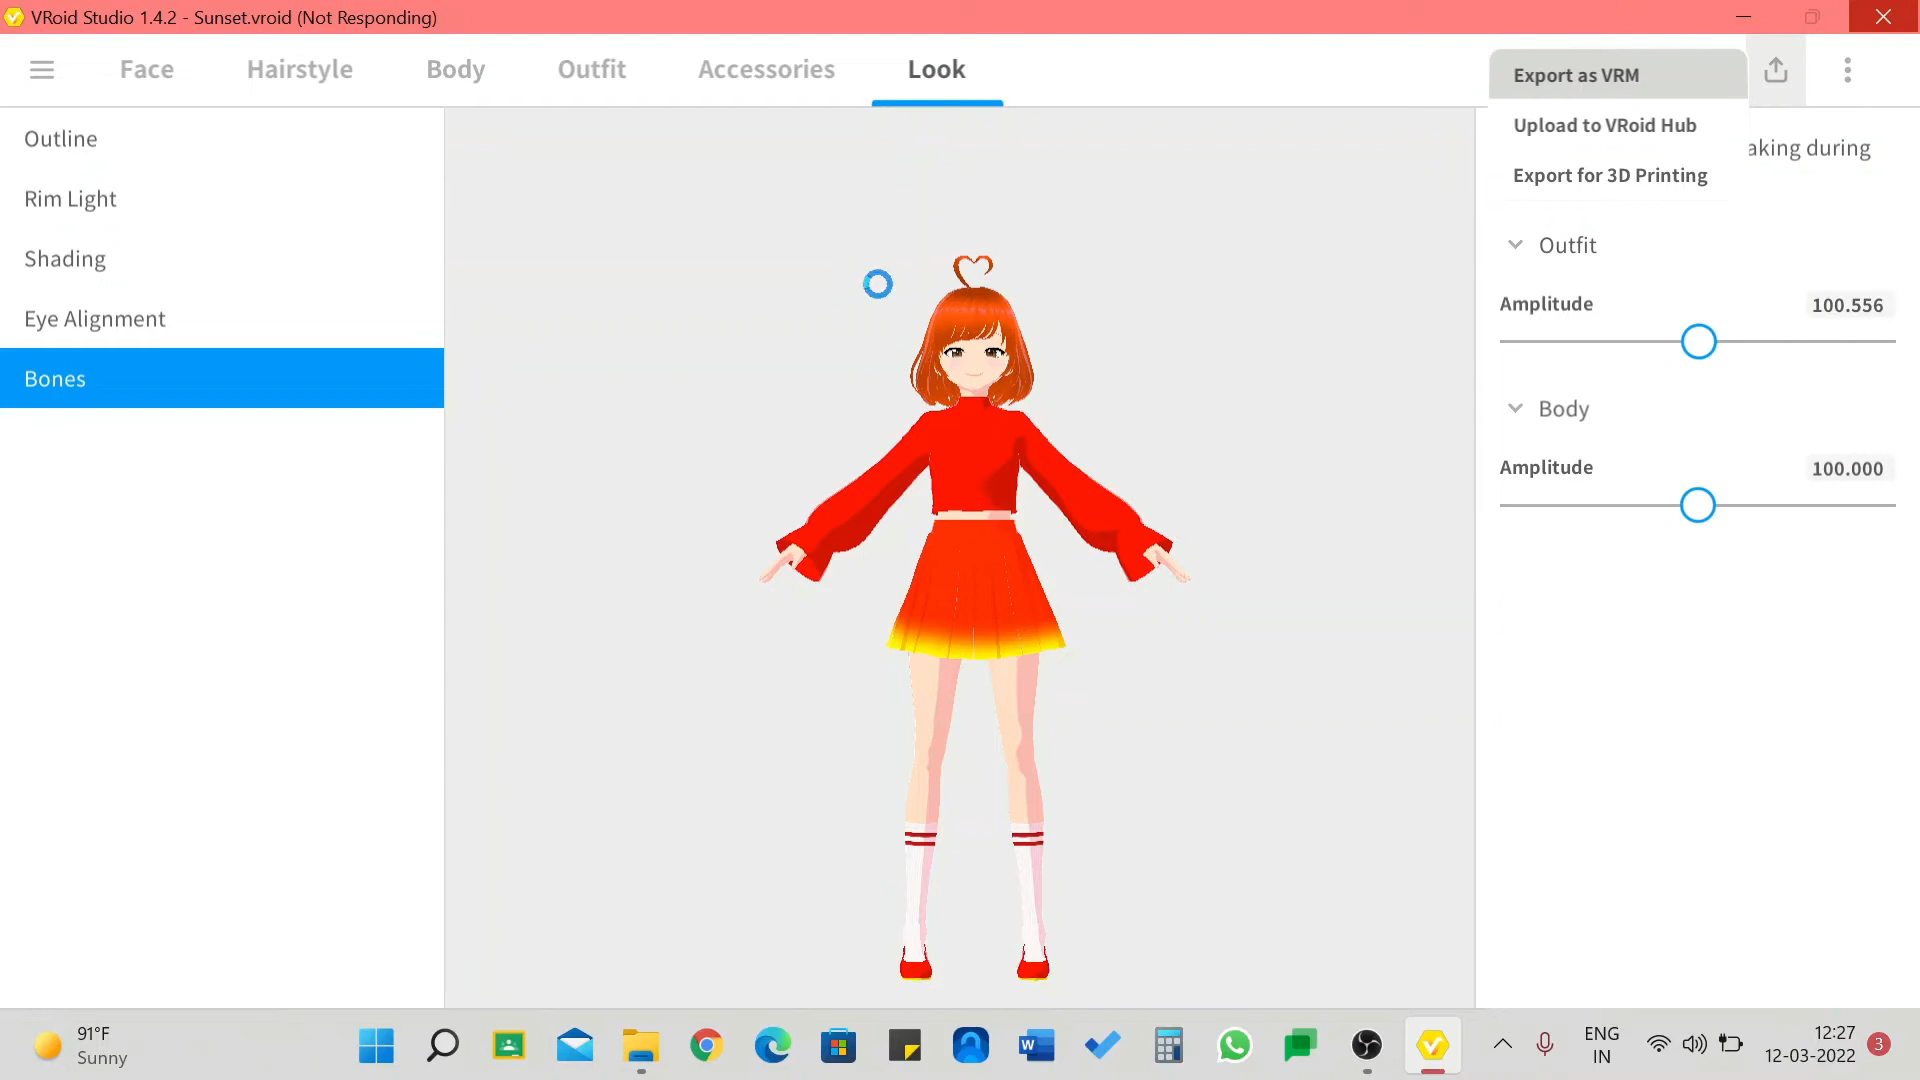 VRoid Studio 1.4.2 - Sunset.vroid (Not Responding)
Face Hairstyle Body Outfit Accessories Look
Export as VRM
Upload to VRoid Hub
Export for 3D Printing
aking during
Outline
Rim Light
Shading
Eye Alignment
Bones
Outfit
Amplitude 100.556
Body
Amplitude 100.000
91°F
Sunny
W
ENG
IN
12:27
12-03-2022
3